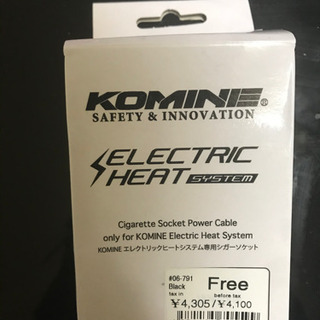 KOMINE®
SAFETY & INNOVATION
ELECTRIC
HEAT SYSTEM
Cigarette Socket Power Cable
only for KOMINE Electric Heat System
KOMINE エレクトリックヒートシステム専用シガーソケット
#06-791
Black
Free
tax in
before tax
¥4,305/¥4,100